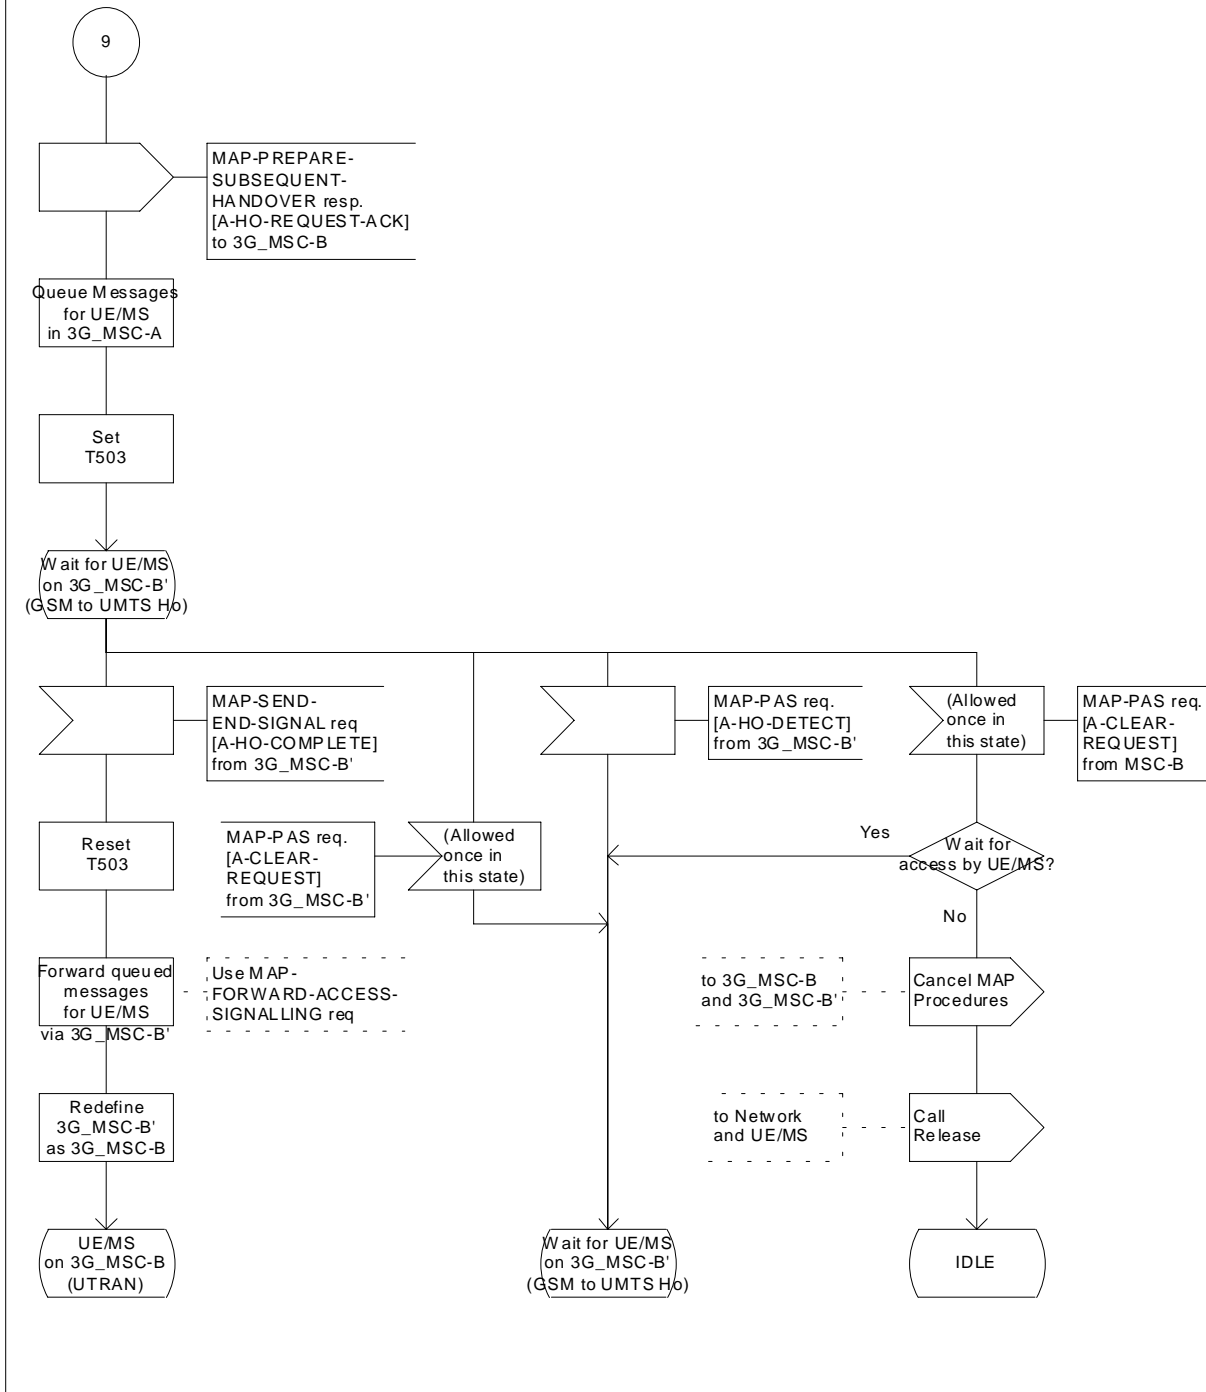 9
MAP-PREPARE-
SUBSEQUENT-
HANDOVER resp.
[A-HO-REQUEST-ACK]
to 3G_MSC-B
Queue Messages
for UE/MS
in 3G_MSC-A
Set
T503
Wait for UE/MS
on 3G_MSC-B'
(GSM to UMTS Ho)
MAP-SEND-
END-SIGNAL req
[A-HO-COMPLETE]
from 3G_MSC-B'
MAP-PAS req.
[A-HO-DETECT]
from 3G_MSC-B'
(Allowed
once in
this state)
MAP-PAS req.
[A-CLEAR-
REQUEST]
from MSC-B
Reset
T503
MAP-PAS req.
[A-CLEAR-
REQUEST]
from 3G_MSC-B'
(Allowed
once in
this state)
Yes
Wait for
access by UE/MS?
No
Forward queued
messages
for UE/MS
via 3G_MSC-B'
Use MAP-
FORWARD-ACCESS-
SIGNALLING req
to 3G_MSC-B
and 3G_MSC-B'
Cancel MAP
Procedures
Redefine
3G_MSC-B'
as 3G_MSC-B
to Network
and UE/MS
Call
Release
UE/MS
on 3G_MSC-B
(UTRAN)
Wait for UE/MS
on 3G_MSC-B'
(GSM to UMTS Ho)
IDLE